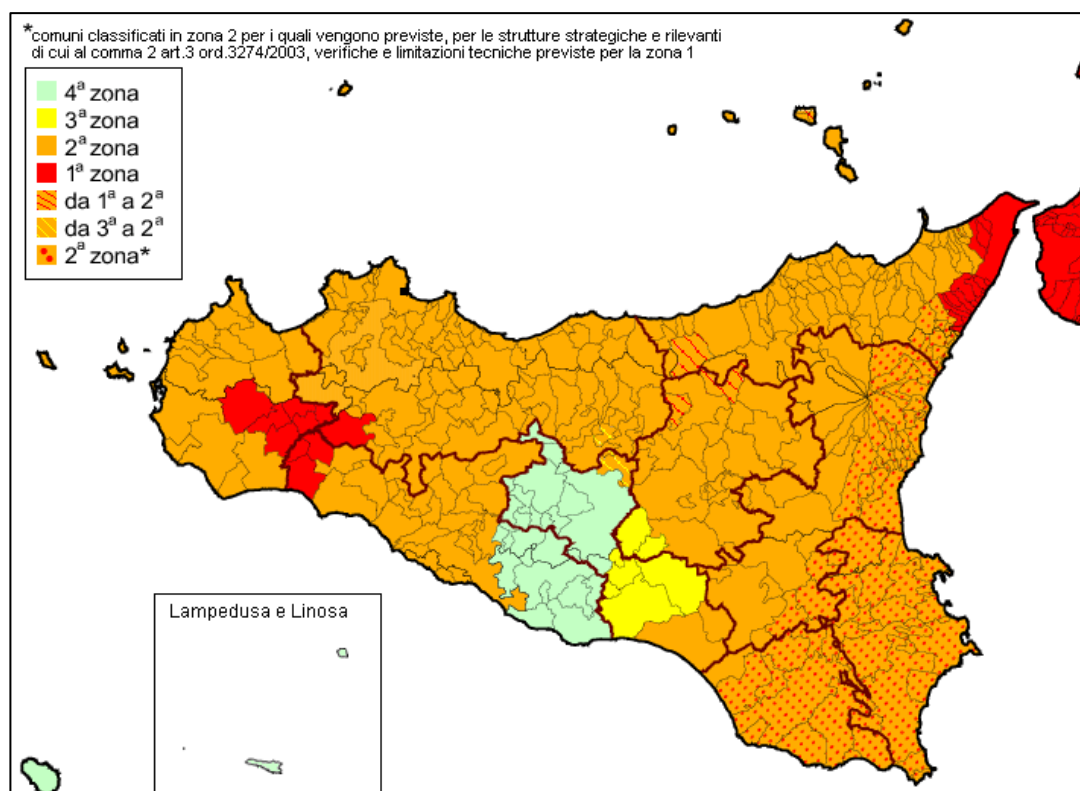 *comuni classificati in zona 2 per i quali vengono previste, per le strutture strategiche e rilevanti
di cui al comma 2 art.3 ord.3274/2003, verifiche e limitazioni tecniche previste per la zona 1
4ª zona
3ª zona
2ª zona
1ª zona
da 1ª a 2ª
da 3ª a 2ª
2ª zona*
Lampedusa e Linosa